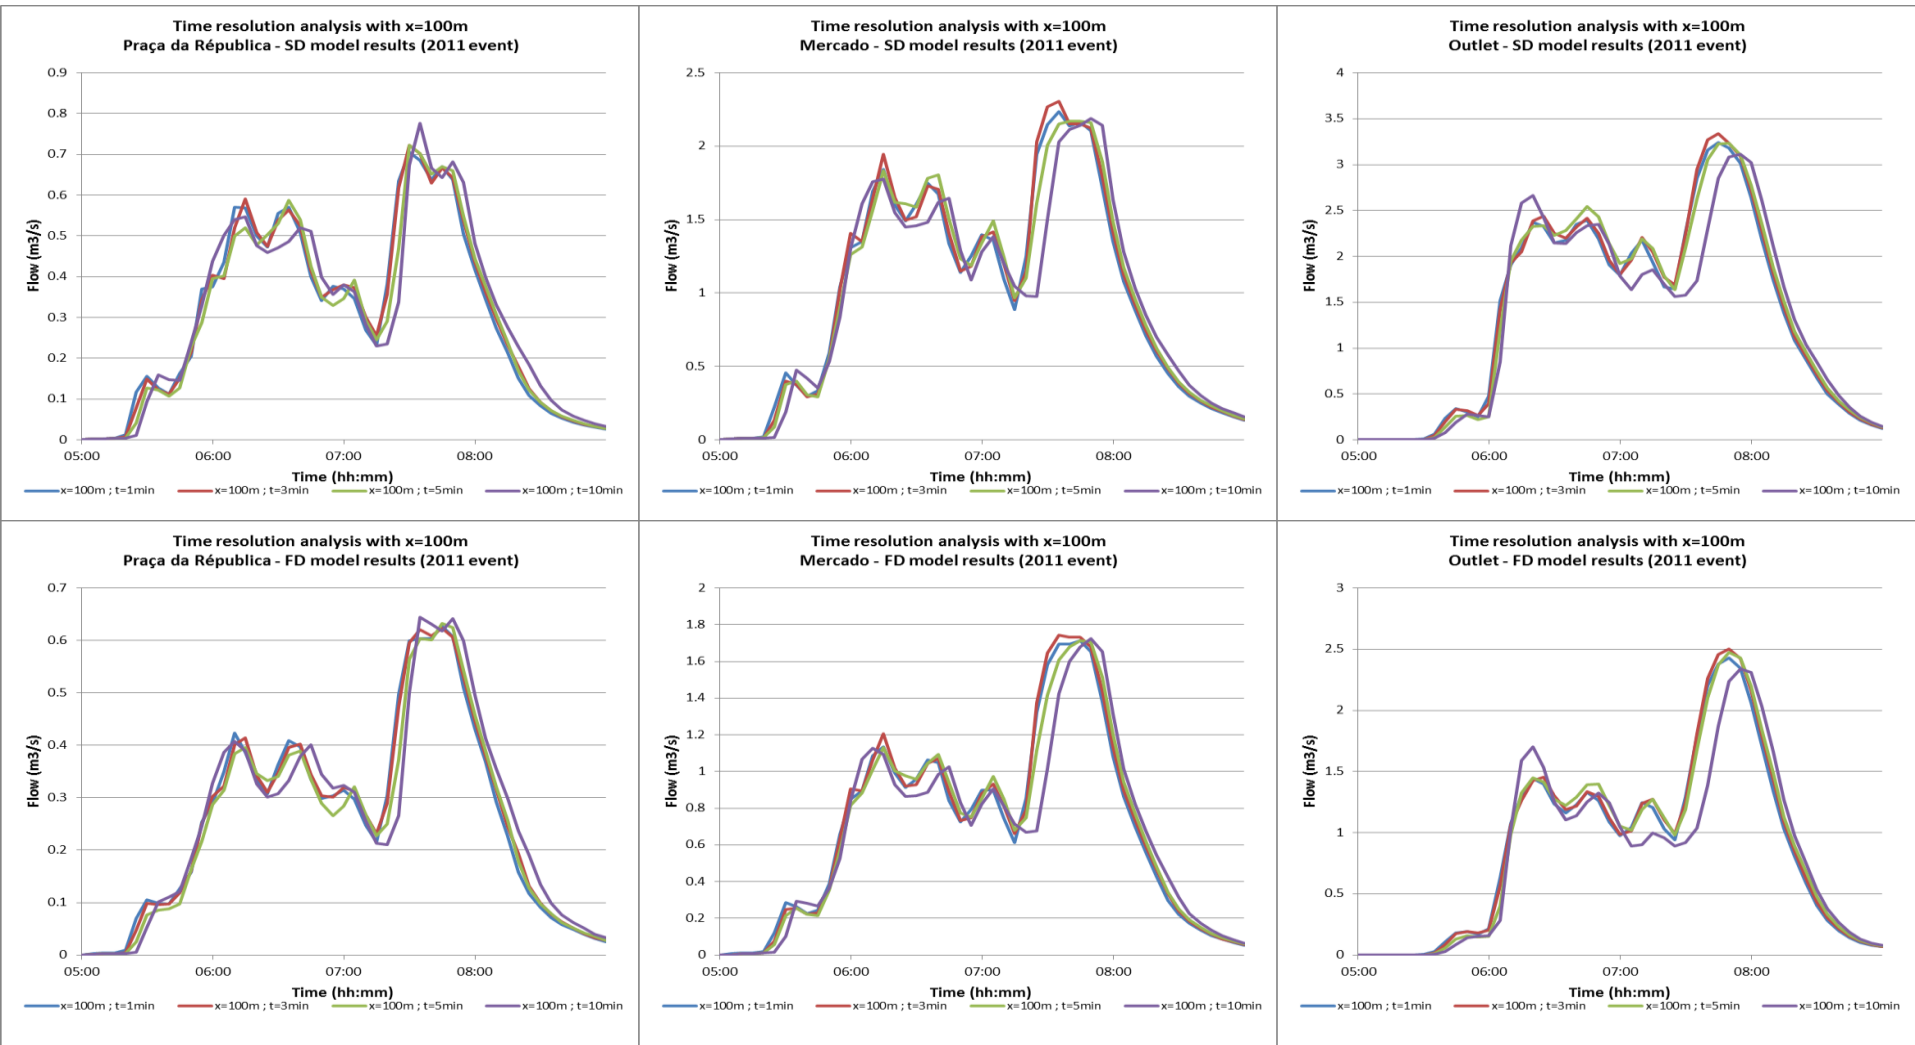 Time resolution analysis with x=100m
Praça da Répública - SD model results (2011 event)
Flow (m3/s)
0.9
0.8
0.7
0.6
0.5
0.4
0.3
0.2
0.1
0
05:00 06:00 07:00 08:00
Time (hh:mm)
x=100m ; t=1min x=100m ; t=3min x=100m ; t=5min x=100m ; t=10min
Time resolution analysis with x=100m
Mercado - SD model results (2011 event)
Flow (m3/s)
2.5
2
1.5
1
0.5
0
05:00 06:00 07:00 08:00
Time (hh:mm)
x=100m ; t=1min x=100m ; t=3min x=100m ; t=5min x=100m ; t=10min
Time resolution analysis with x=100m
Outlet - SD model results (2011 event)
Flow (m3/s)
4
3.5
3
2.5
2
1.5
1
0.5
0
05:00 06:00 07:00 08:00
Time (hh:mm)
x=100m ; t=1min x=100m ; t=3min x=100m ; t=5min x=100m ; t=10min
Time resolution analysis with x=100m
Praça da Répública - FD model results (2011 event)
Flow (m3/s)
0.7
0.6
0.5
0.4
0.3
0.2
0.1
0
05:00 06:00 07:00 08:00
Time (hh:mm)
x=100m ; t=1min x=100m ; t=3min x=100m ; t=5min x=100m ; t=10min
Time resolution analysis with x=100m
Mercado - FD model results (2011 event)
Flow (m3/s)
2
1.8
1.6
1.4
1.2
1
0.8
0.6
0.4
0.2
0
05:00 06:00 07:00 08:00
Time (hh:mm)
x=100m ; t=1min x=100m ; t=3min x=100m ; t=5min x=100m ; t=10min
Time resolution analysis with x=100m
Outlet - FD model results (2011 event)
Flow (m3/s)
3
2.5
2
1.5
1
0.5
0
05:00 06:00 07:00 08:00
Time (hh:mm)
x=100m ; t=1min x=100m ; t=3min x=100m ; t=5min x=100m ; t=10min